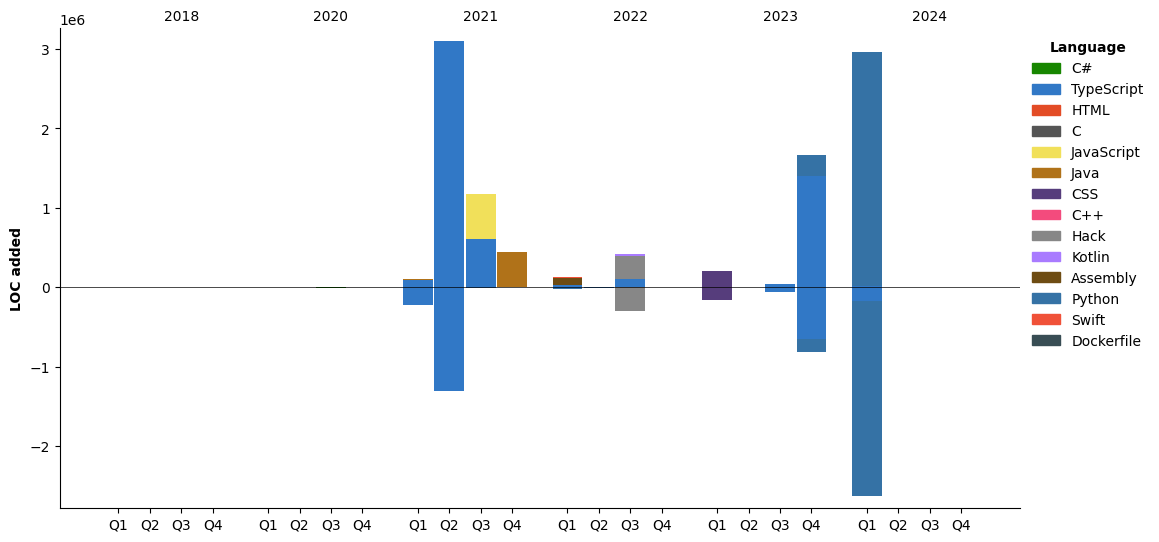 1e6
2018 2020 2021 2022 2023 2024
3
2
1
0
−1
−2
LOC added
Q1 Q2 Q3 Q4 Q1 Q2 Q3 Q4 Q1 Q2 Q3 Q4 Q1 Q2 Q3 Q4 Q1 Q2 Q3 Q4 Q1 Q2 Q3 Q4
Language
C#
TypeScript
HTML
C
JavaScript
Java
CSS
C++
Hack
Kotlin
Assembly
Python
Swift
Dockerfile